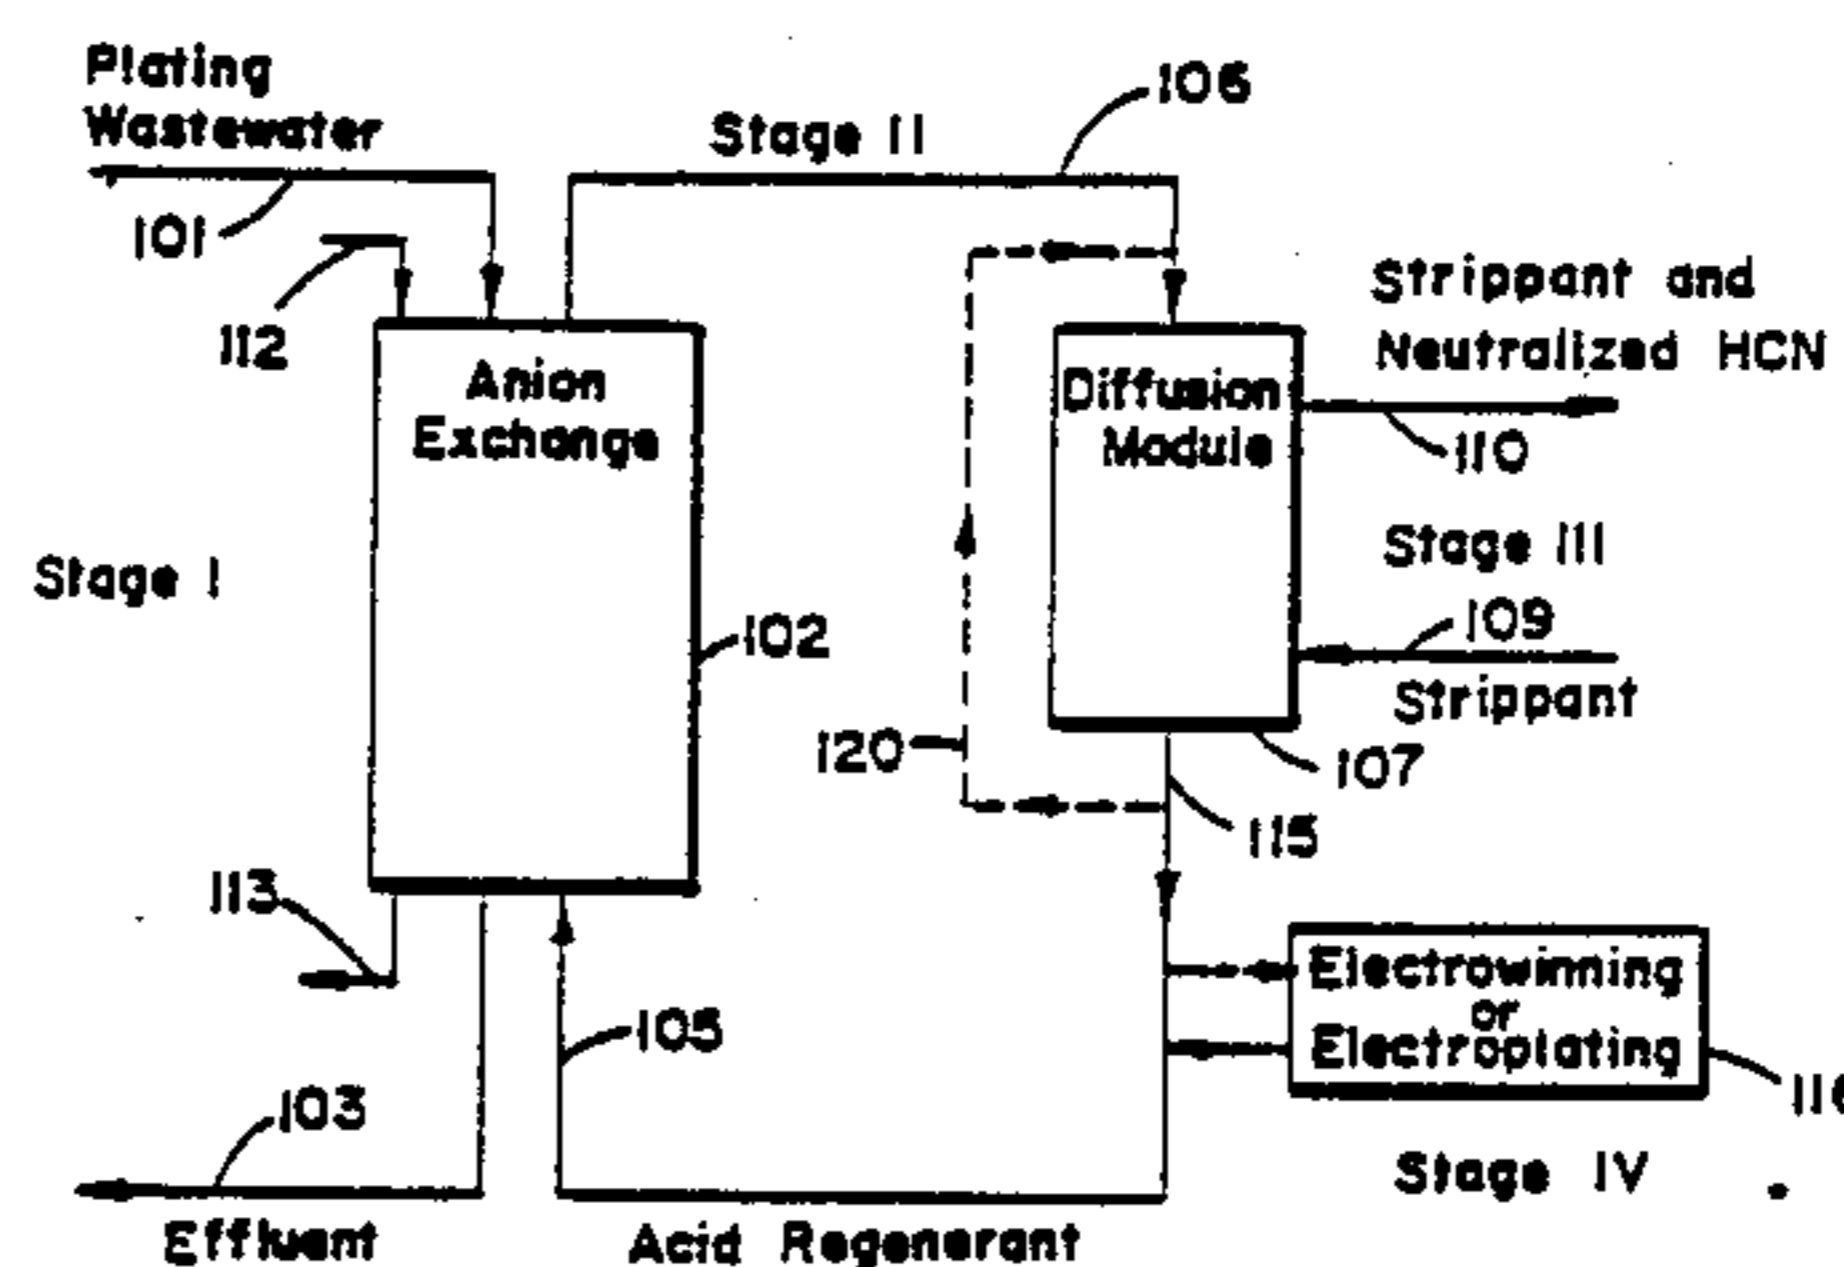 Plating
Wastewater
101
112
Stage II
106
Anion
Exchange
Diffusion
Module
Strippant and
Neutralized HCN
110
Stage III
109
Strippant
Stage I
102
120
107
115
113
105
Electrowinning
or
Electroplating
103
Stage IV
Effluent
Acid Regenerant